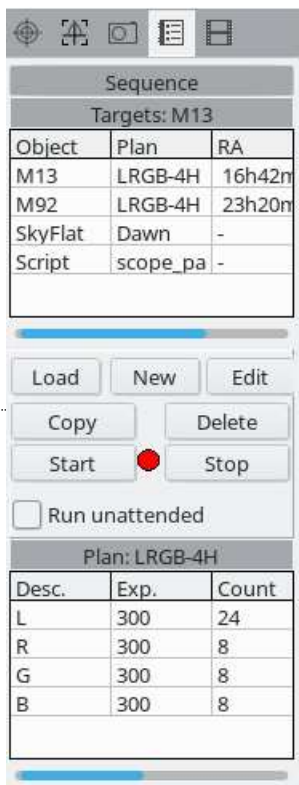 Sequence
Targets: M13
Object Plan RA
M13 LRGB-4H 16h42m
M92 LRGB-4H 23h20m
SkyFlat Dawn -
Script scope_pa -
Load New Edit
Copy Delete
Start Stop
Run unattended
Plan: LRGB-4H
Desc. Exp. Count
L 300 24
R 300 8
G 300 8
B 300 8